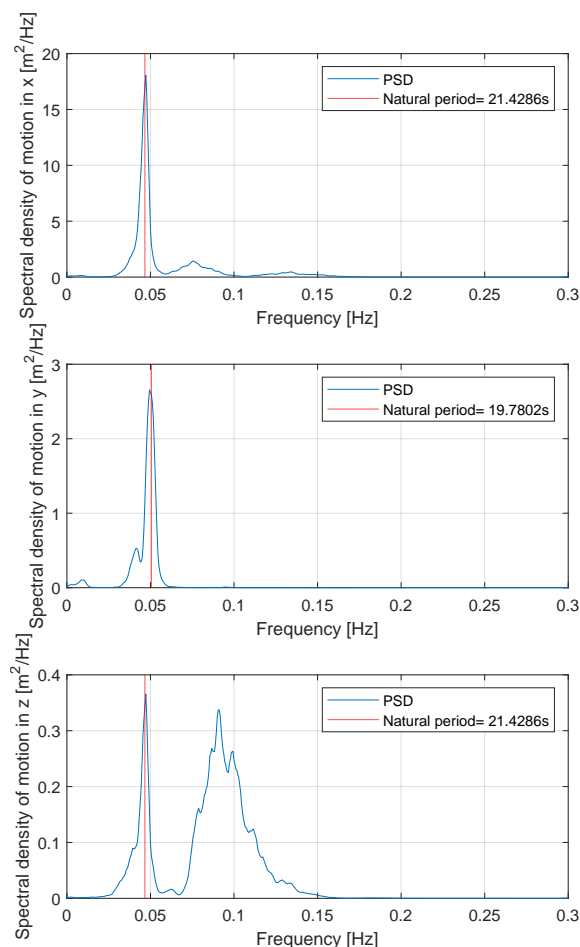 Spectral density of motion in x [m²/Hz]
20
15
10
5
0
0 0.05 0.1 0.15 0.2 0.25 0.3
Frequency [Hz]
PSD
Natural period= 21.4286s
Spectral density of motion in y [m²/Hz]
3
2
1
0
0 0.05 0.1 0.15 0.2 0.25 0.3
Frequency [Hz]
PSD
Natural period= 19.7802s
Spectral density of motion in z [m²/Hz]
0.4
0.3
0.2
0.1
0
0 0.05 0.1 0.15 0.2 0.25 0.3
Frequency [Hz]
PSD
Natural period= 21.4286s